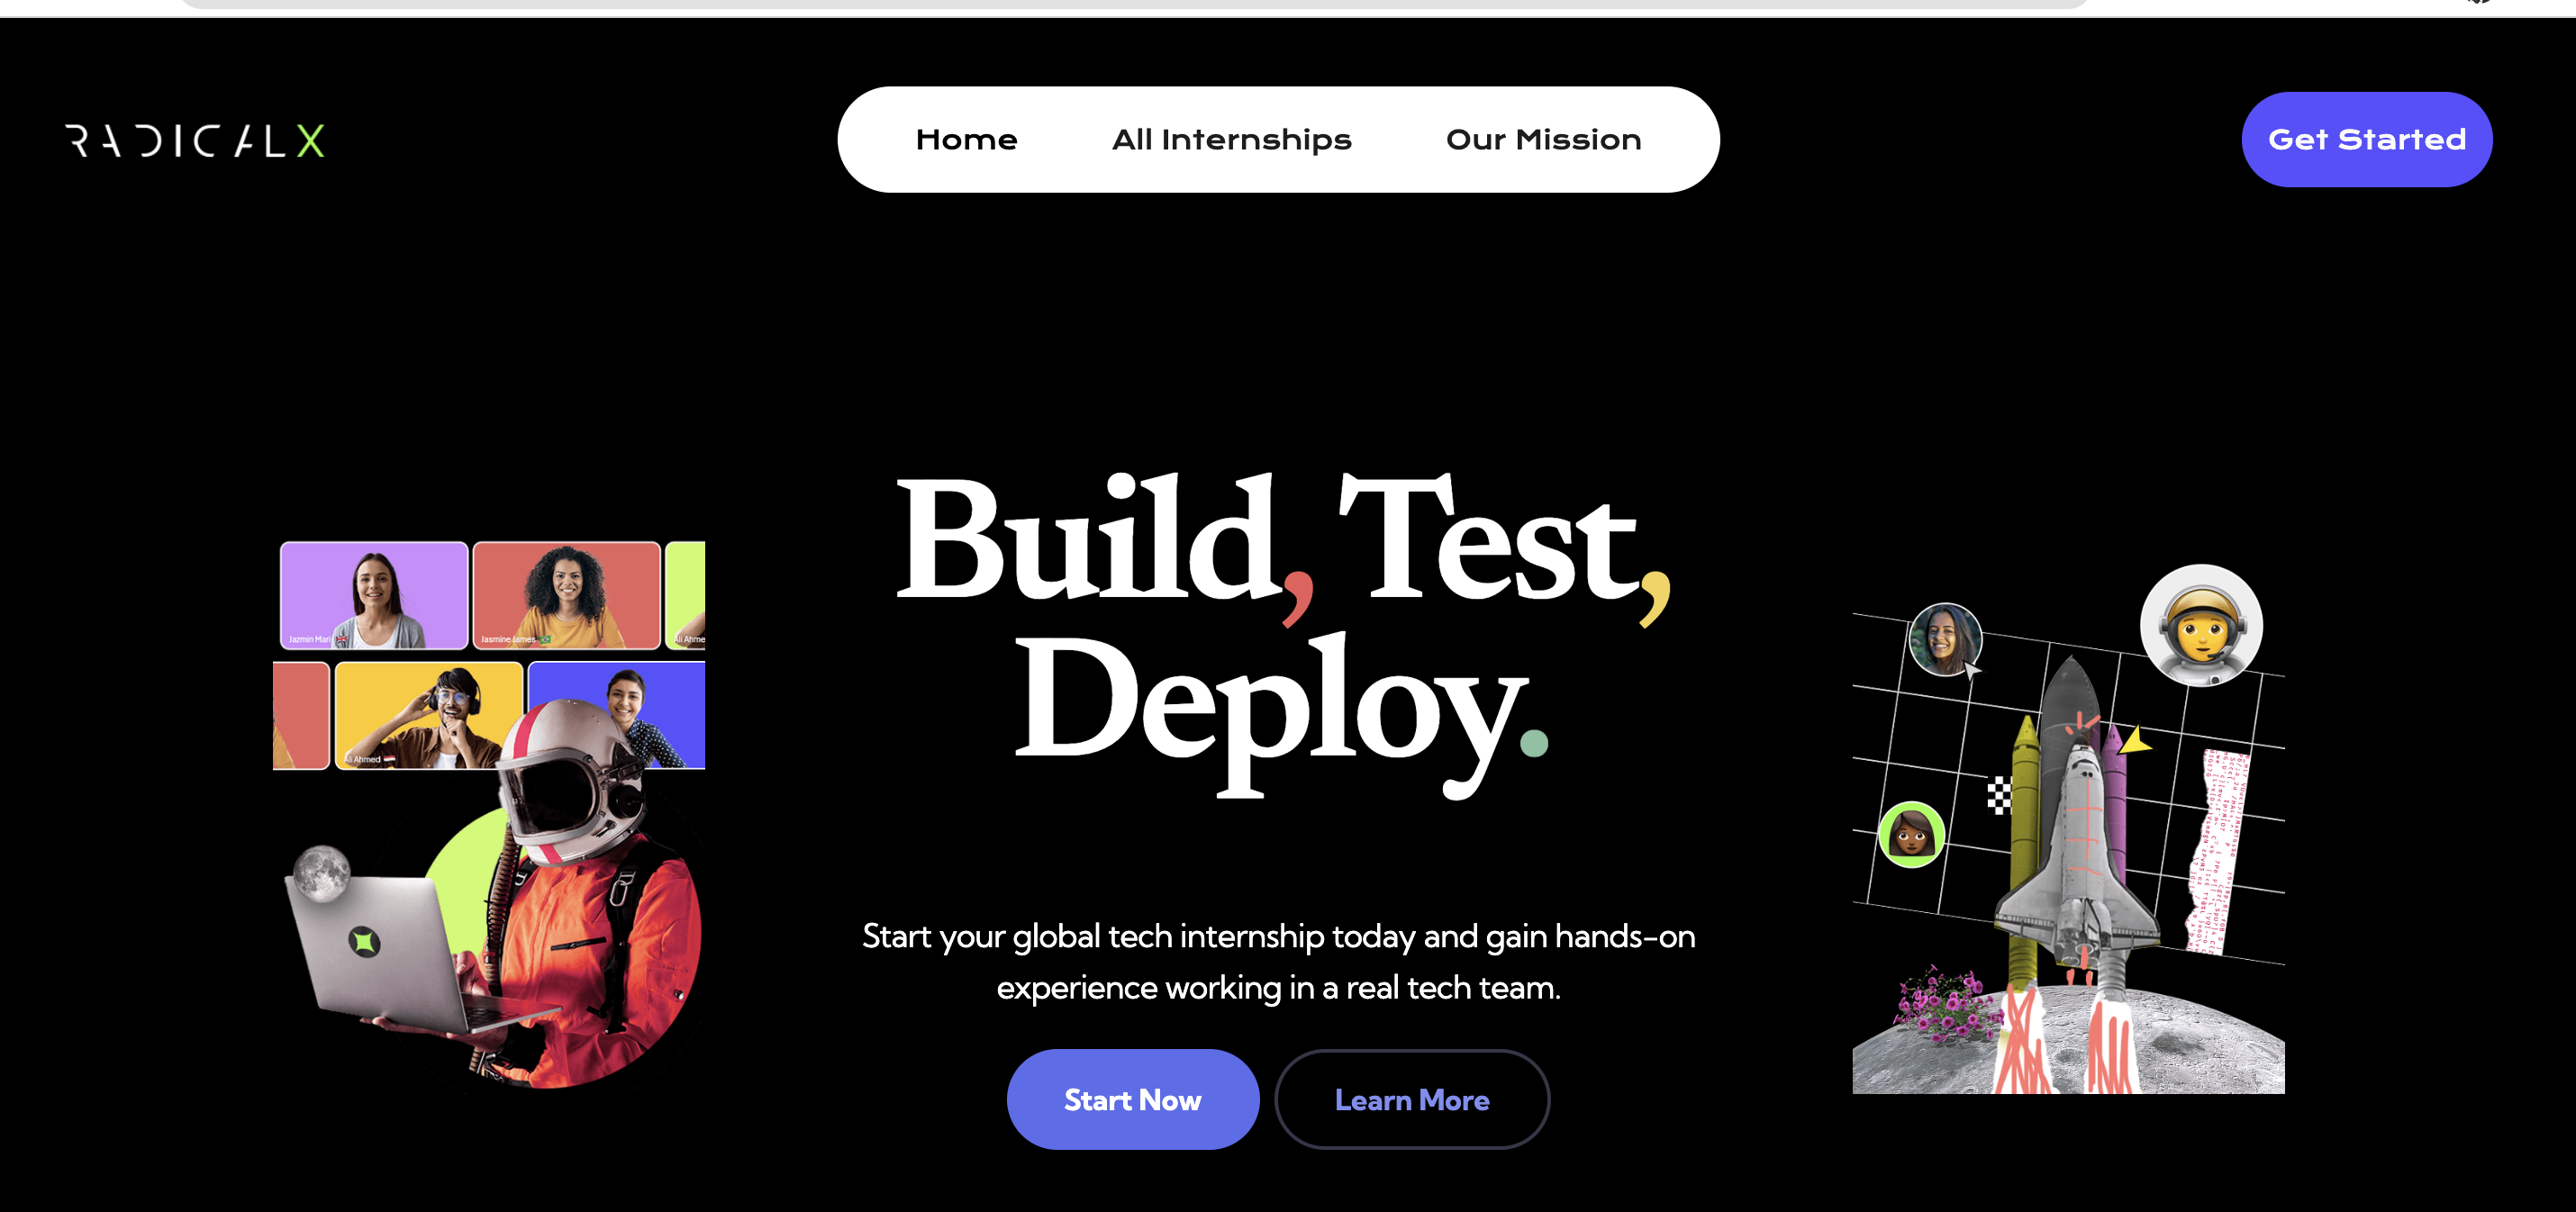 RADICALX
Home
All Internships
Our Mission
Get Started
Build, Test,
Deploy.
Jazmin Mari
Jasmine James
Ali Ahme
Ali Ahmed
Start your global tech internship today and gain hands-on
experience working in a real tech team.
Start Now
Learn More